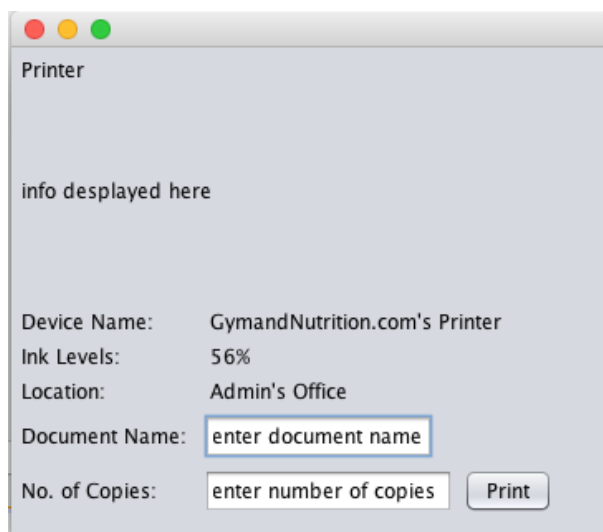 Printer
info desplayed here
Device Name: GymandNutrition.com's Printer
Ink Levels: 56%
Location: Admin's Office
Document Name: enter document name
No. of Copies: enter number of copies Print